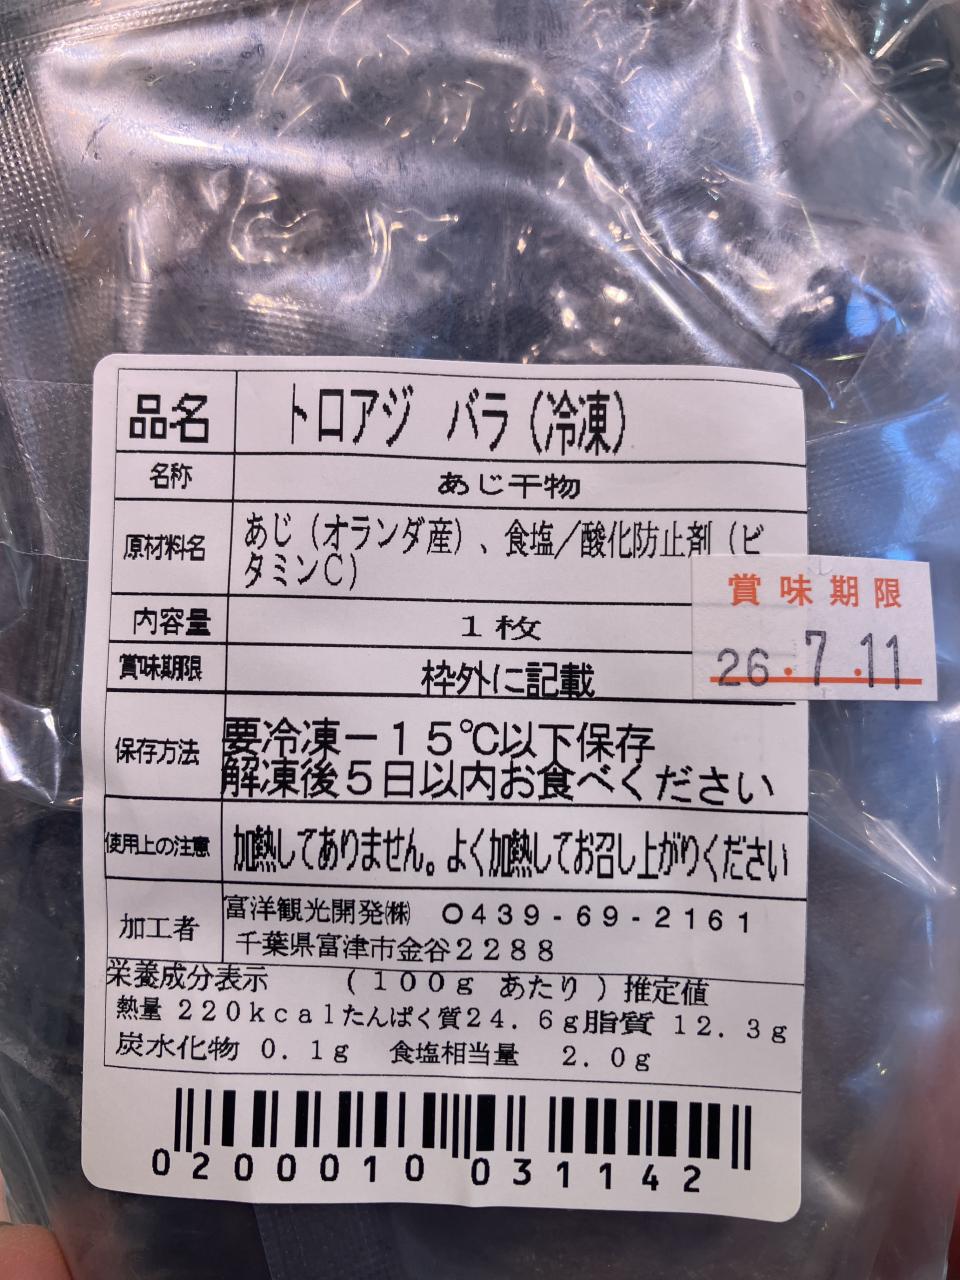 品名 トロアジ バラ（冷凍）
名称 あじ干物
原材料名 あじ（オランダ産）、食塩／酸化防止剤（ビ
タミンC）
内容量 1枚
賞味期限 枠外に記載
賞味期限
26.7.11
保存方法 要冷凍－15℃以下保存
解凍後5日以内お食べください
使用上の注意 加熱してありません。よく加熱してお召し上がりください
加工者 富洋観光開発㈱ 0439-69-2161
千葉県富津市金谷2288
栄養成分表示 （100g あたり）推定値
熱量 220kcalたんぱく質24.6g脂質 12.3g
炭水化物 0.1g 食塩相当量 2.0g
0200010031142